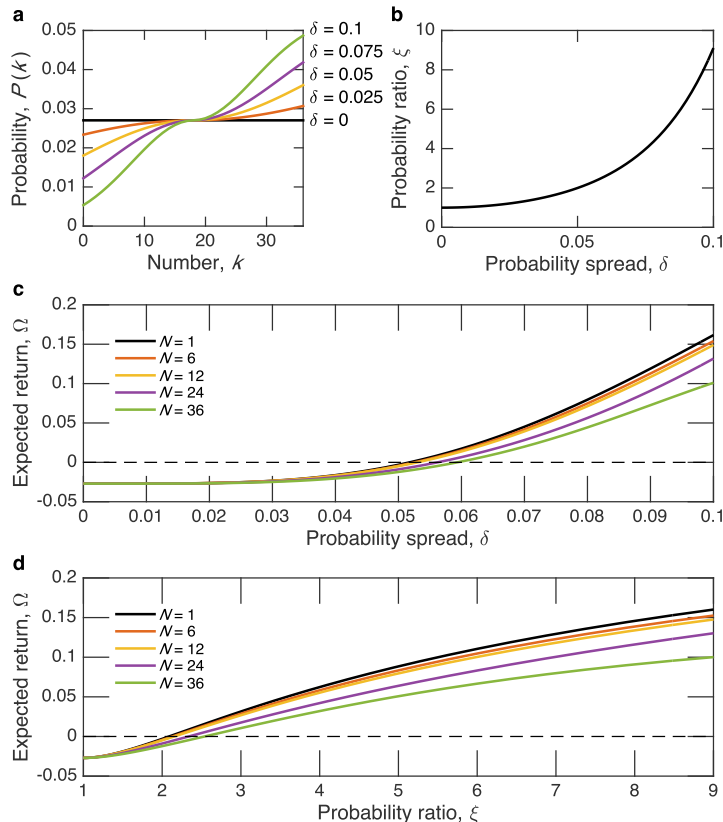 a
0.05
0.04
0.03
0.02
0.01
0
Probability, P(k)
0
10
20
30
Number, k
δ = 0.1
δ = 0.075
δ = 0.05
δ = 0.025
δ = 0
b
10
8
6
4
2
0
Probability ratio, ξ
0
0.05
0.1
Probability spread, δ
c
0.2
0.15
0.1
0.05
0
-0.05
Expected return, Ω
N = 1
N = 6
N = 12
N = 24
N = 36
0
0.01
0.02
0.03
0.04
0.05
0.06
0.07
0.08
0.09
0.1
Probability spread, δ
d
0.2
0.15
0.1
0.05
0
-0.05
Expected return, Ω
N = 1
N = 6
N = 12
N = 24
N = 36
1
2
3
4
5
6
7
8
9
Probability ratio, ξ